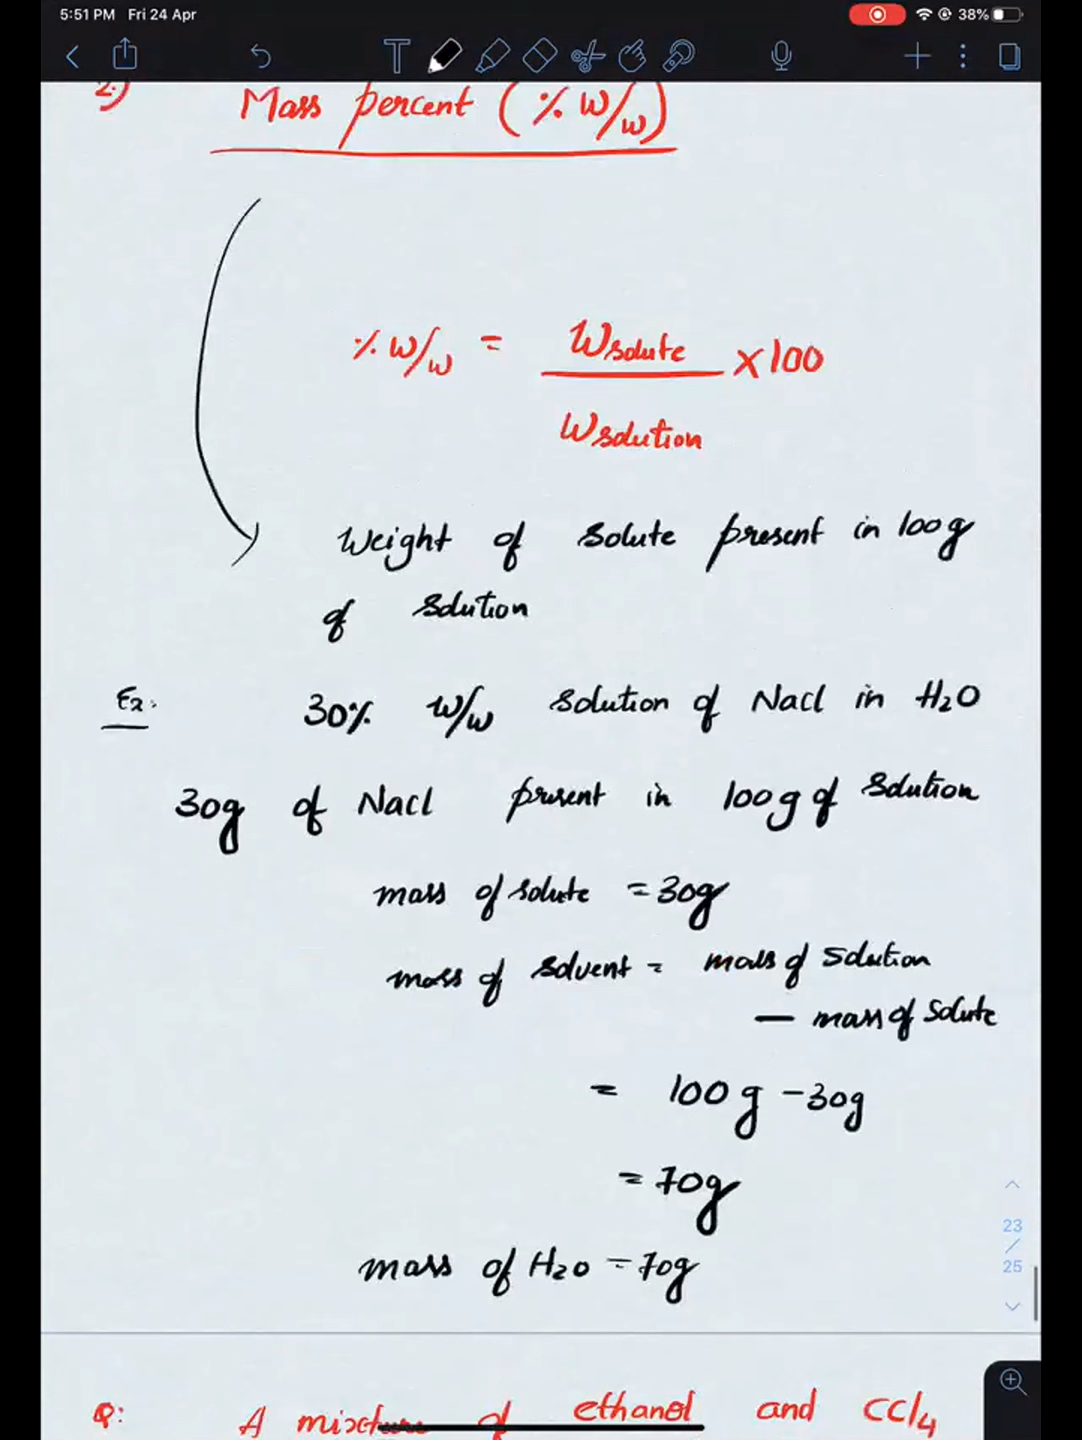 5:51 PM Fri 24 Apr 38%
2.) Mass percent ( % W/w )
% W/w = Wsolute / Wsolution X 100
Weight of solute present in 100g
of solution
Ex: 30% W/w solution of Nacl in H2O
30g of Nacl present in 100g of solution
mass of solute = 30g
mass of solvent = mass of solution
— mass of solute
= 100g - 30g
= 70g
mass of H2O = 70g
23
/
25
Q: A mixture of ethanol and CCl4